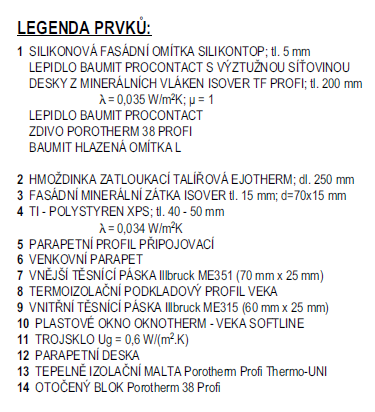 LEGENDA PRVKŮ:
1 SILIKONOVÁ FASÁDNÍ OMÍTKA SILIKONTOP; tl. 5 mm
LEPIDLO BAUMIT PROCONTACT S VÝZTUŽNOU SÍŤOVINOU
DESKY Z MINERÁLNÍCH VLÁKEN ISOVER TF PROFI; tl. 200 mm
λ = 0,035 W/m²K; μ = 1
LEPIDLO BAUMIT PROCONTACT
ZDIVO POROTHERM 38 PROFI
BAUMIT HLAZENÁ OMÍTKA L
2 HMOŽDINKA ZATLOUKACÍ TALÍŘOVÁ EJOTHERM; dl. 250 mm
3 FASÁDNÍ MINERÁLNÍ ZÁTKA ISOVER tl. 15 mm; d=70x15 mm
4 TI - POLYSTYREN XPS; tl. 40 - 50 mm
λ = 0,034 W/m²K
5 PARAPETNÍ PROFIL PŘIPOJOVACÍ
6 VENKOVNÍ PARAPET
7 VNĚJŠÍ TĚSNÍCÍ PÁSKA Illbruck ME351 (70 mm x 25 mm)
8 TERMOIZOLAČNÍ PODKLADOVÝ PROFIL VEKA
9 VNITŘNÍ TĚSNÍCÍ PÁSKA Illbruck ME315 (60 mm x 25 mm)
10 PLASTOVÉ OKNO OKNOTHERM - VEKA SOFTLINE
11 TROJSKLO Ug = 0,6 W/(m².K)
12 PARAPETNÍ DESKA
13 TEPELNĚ IZOLAČNÍ MALTA Porotherm Profi Thermo-UNI
14 OTOČENÝ BLOK Porotherm 38 Profi